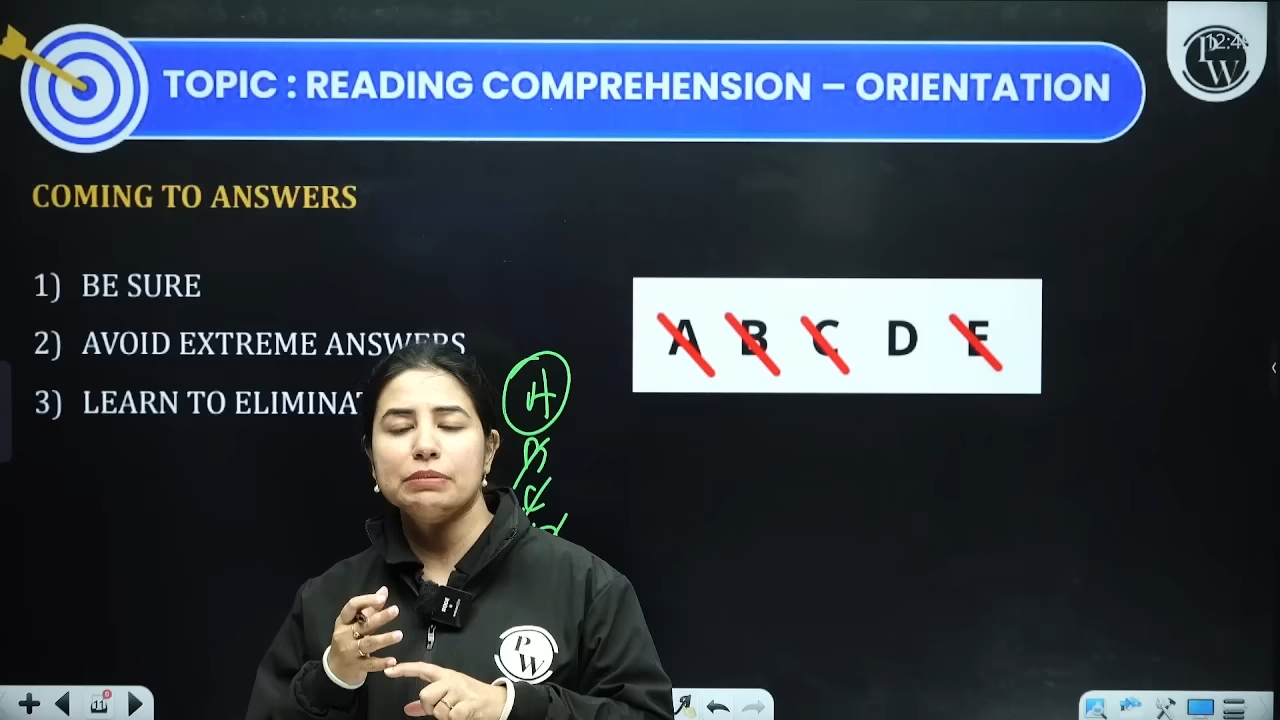 TOPIC : READING COMPREHENSION – ORIENTATION
COMING TO ANSWERS
1) BE SURE
2) AVOID EXTREME ANSWERS
3) LEARN TO ELIMINAT
A B C D E
4
P
W
11